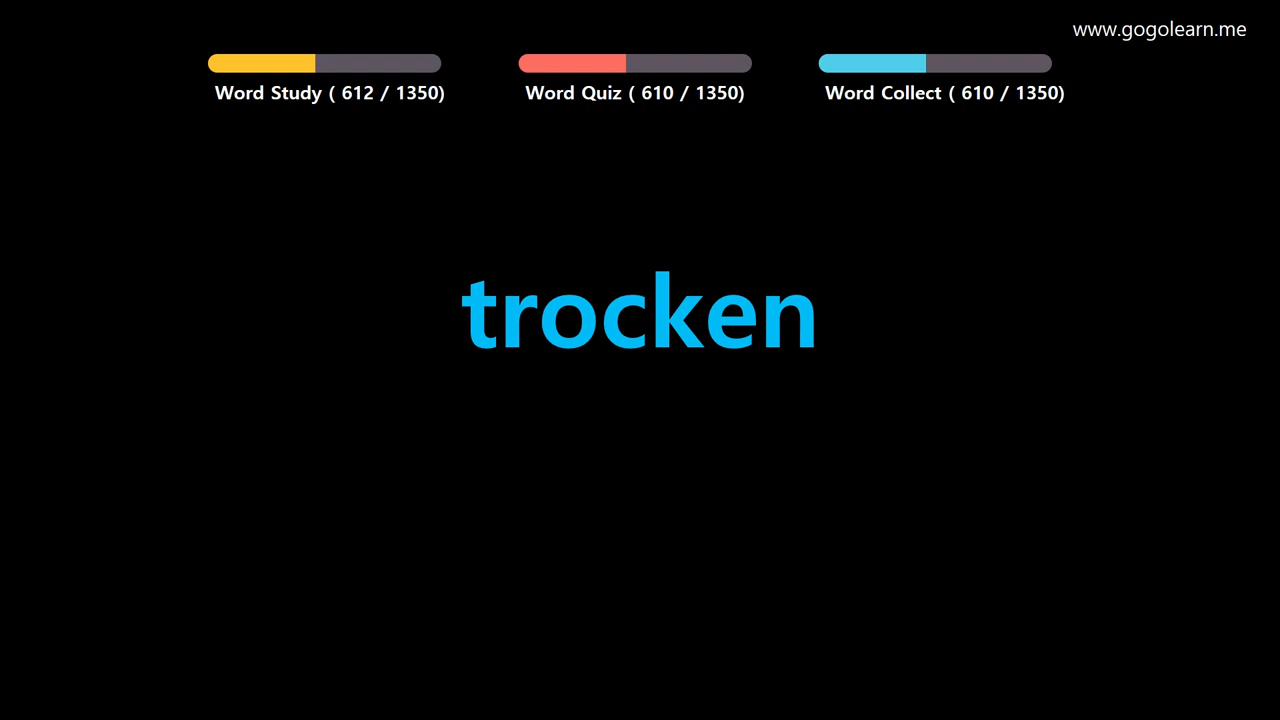 www.gogolearn.me
Word Study ( 612 / 1350)
Word Quiz ( 610 / 1350)
Word Collect ( 610 / 1350)
trocken